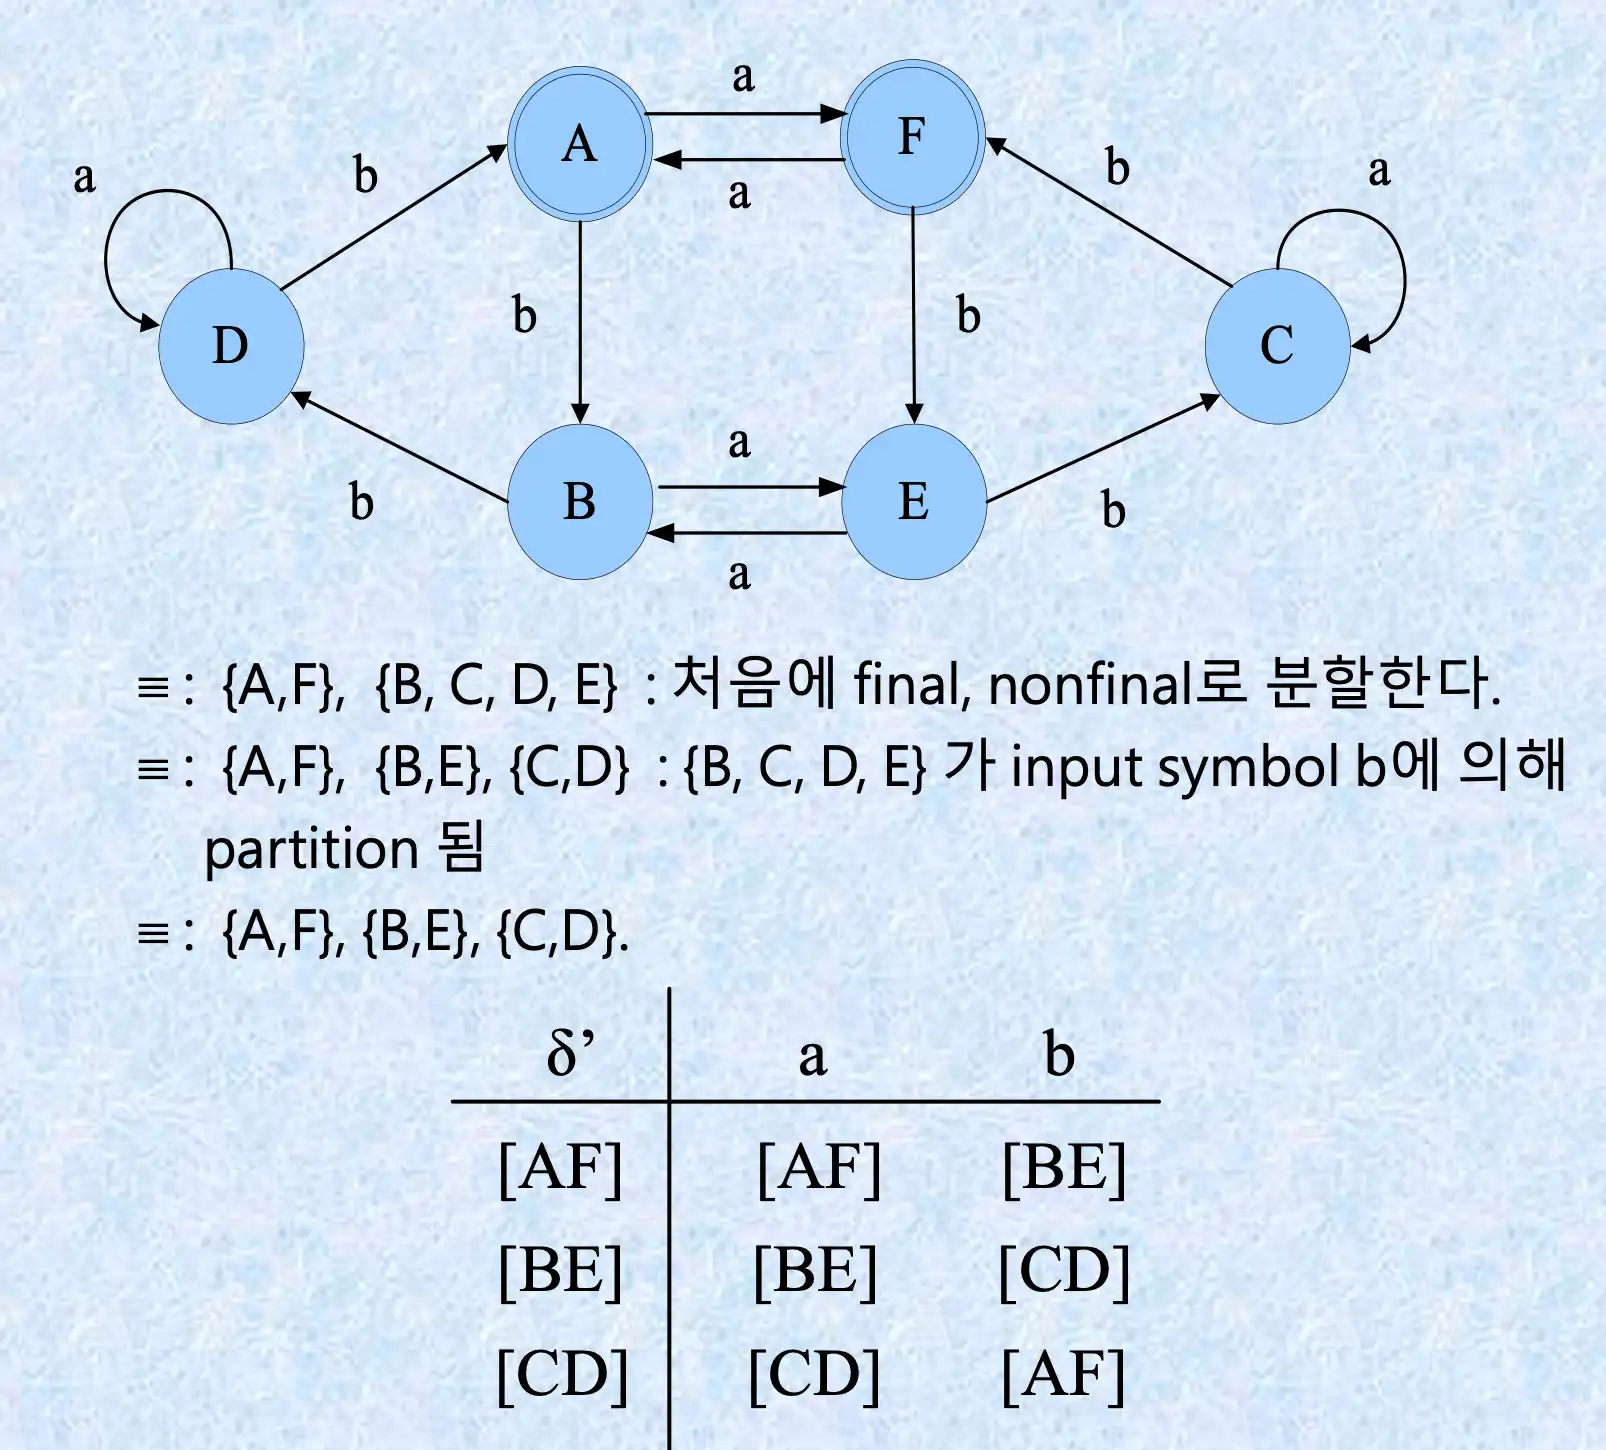 a
A
F
a
b
b
a
a
D
b
b
C
a
B
E
b
b
a
≡ : {A,F}, {B, C, D, E} : 처음에 final, nonfinal로 분할한다.
≡ : {A,F}, {B,E}, {C,D} : {B, C, D, E} 가 input symbol b에 의해
partition 됨
≡ : {A,F}, {B,E}, {C,D}.
δ’ a b
[AF] [AF] [BE]
[BE] [BE] [CD]
[CD] [CD] [AF]